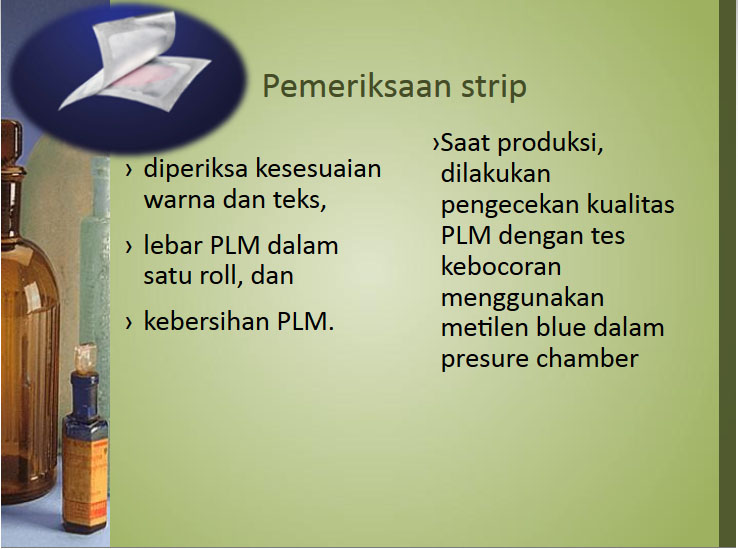 Pemeriksaan strip
› diperiksa kesesuaian
warna dan teks,
› lebar PLM dalam
satu roll, dan
› kebersihan PLM.
›Saat produksi,
dilakukan
pengecekan kualitas
PLM dengan tes
kebocoran
menggunakan
metilen blue dalam
presure chamber